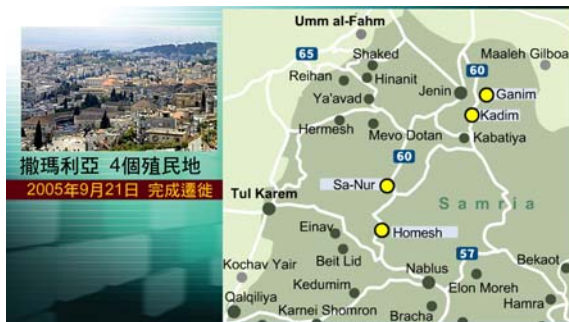 撒瑪利亞 4個殖民地
2005年9月21日 完成遷徙
Umm al-Fahm
65
Shaked
60
Maaleh Gilboa
Reihan
Hinanit
Jenin
Ganim
Ya'avad
Kadim
Hermesh
Mevo Dotan
Kabatiya
60
Sa-Nur
Tul Karem
Samria
Einav
Homesh
57
Beit Lid
Bekaot
Kochav Yair
Nablus
Kedumim
Elon Moreh
Qalqiliya
Karnei Shomron
Hamra
Bracha